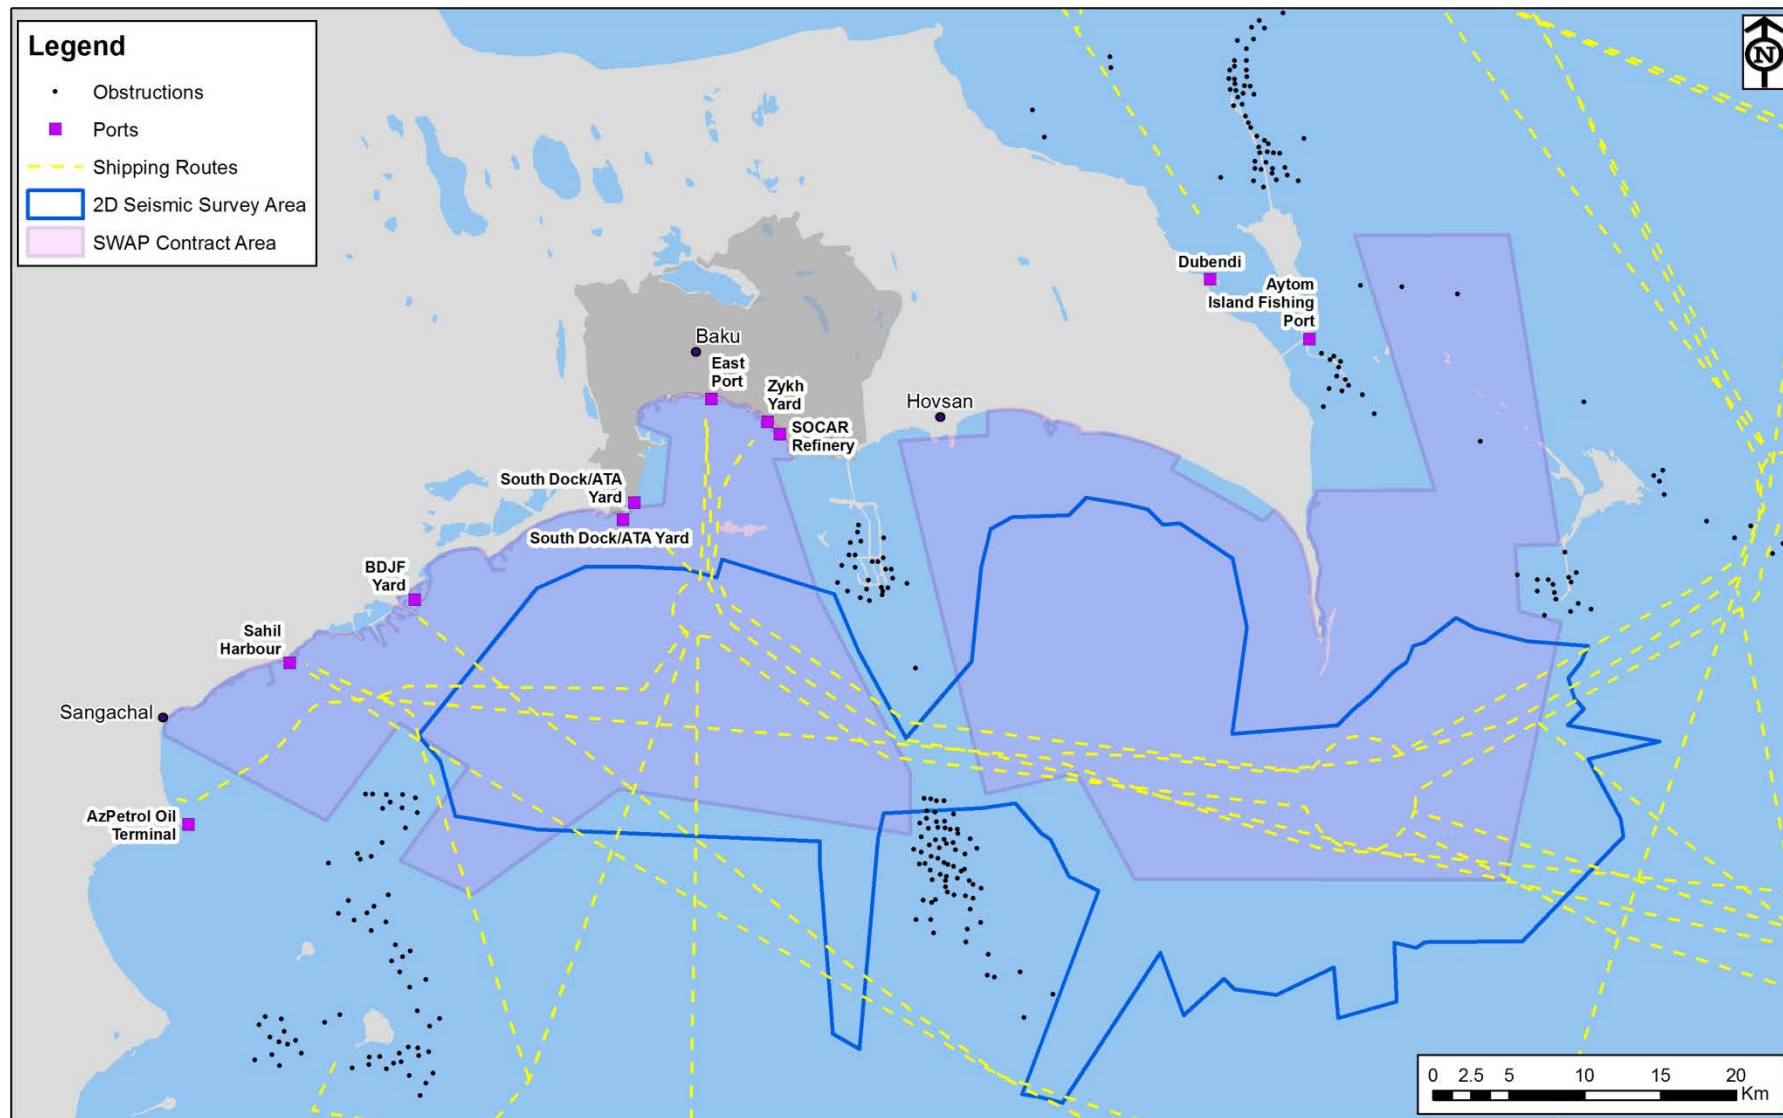 Legend
Obstructions
Ports
Shipping Routes
2D Seismic Survey Area
SWAP Contract Area
N
Dubendi
Aytom
Island Fishing
Port
Baku
East
Port
Zykh
Yard
SOCAR
Refinery
Hovsan
South Dock/ATA
Yard
South Dock/ATA Yard
BDJF
Yard
Sahil
Harbour
Sangachal
AzPetrol Oil
Terminal
0 2.5 5 10 15 20
Km